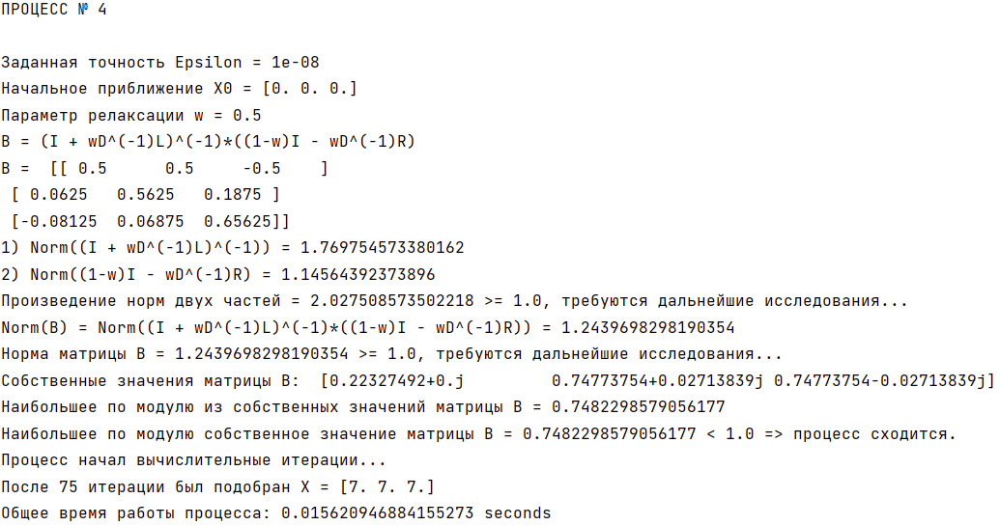 ПРОЦЕСС № 4
Заданная точность Epsilon = 1e-08
Начальное приближение X0 = [0. 0. 0.]
Параметр релаксации w = 0.5
B = (I + wD^(-1)L)^(-1)*((1-w)I - wD^(-1)R)
B =  [[ 0.5      0.5     -0.5    ]
 [ 0.0625   0.5625   0.1875 ]
 [-0.08125  0.06875  0.65625]]
1) Norm((I + wD^(-1)L)^(-1)) = 1.769754573380162
2) Norm((1-w)I - wD^(-1)R) = 1.14564392373896
Произведение норм двух частей = 2.027508573502218 >= 1.0, требуются дальнейшие исследования...
Norm(B) = Norm((I + wD^(-1)L)^(-1)*((1-w)I - wD^(-1)R)) = 1.2439698298190354
Норма матрицы B = 1.2439698298190354 >= 1.0, требуются дальнейшие исследования...
Собственные значения матрицы B:  [0.22327492+0.j         0.74773754+0.02713839j 0.74773754-0.02713839j]
Наибольшее по модулю из собственных значений матрицы B = 0.7482298579056177
Наибольшее по модулю собственное значение матрицы B = 0.7482298579056177 < 1.0 => процесс сходится.
Процесс начал вычислительные итерации...
После 75 итерации был подобран X = [7. 7. 7.]
Общее время работы процесса: 0.015620946884155273 seconds